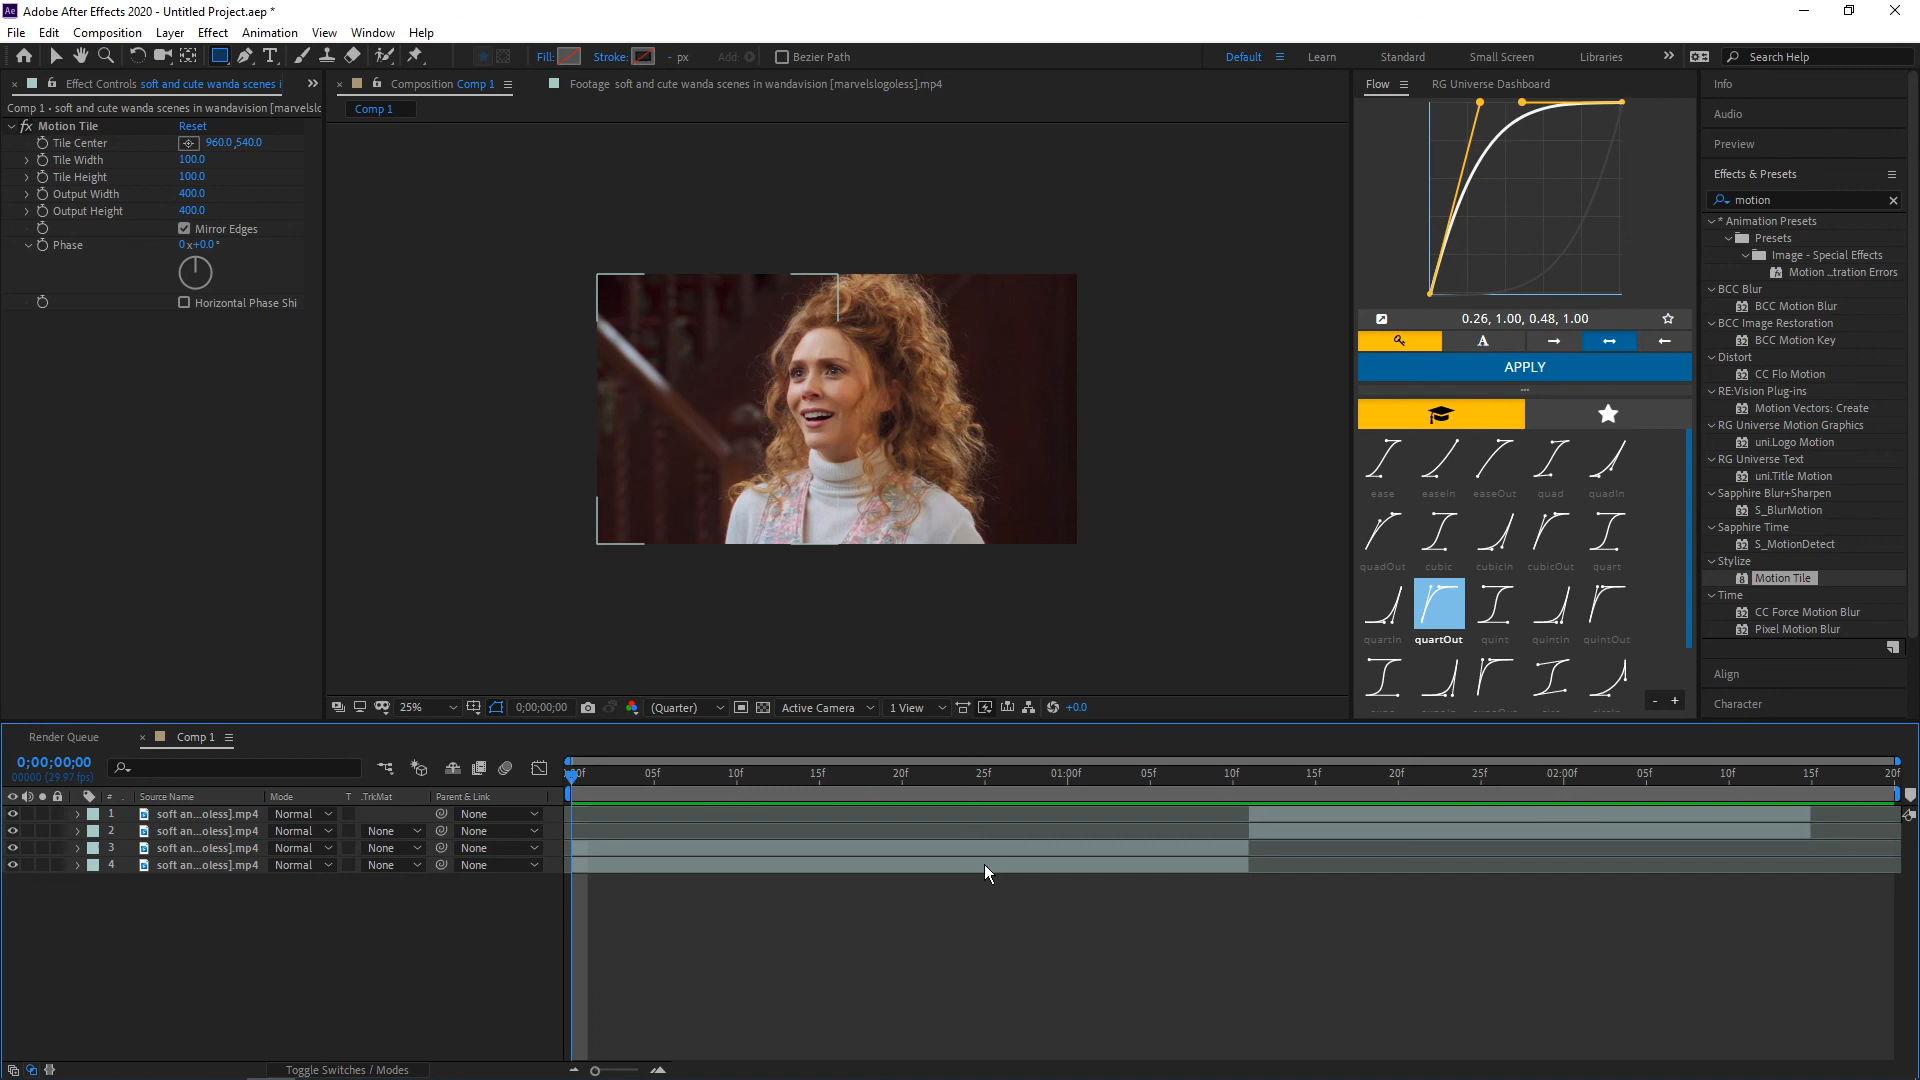 Ae Adobe After Effects 2020 - Untitled Project.aep *
File Edit Composition Layer Effect Animation View Window Help
Fill: Stroke: - px Add: Bezier Path
Default Learn Standard Small Screen Libraries Search Help
× Effect Controls soft and cute wanda scenes i
Comp 1 • soft and cute wanda scenes in wandavision [marvelslo
fx Motion Tile Reset
Tile Center 960.0,540.0
Tile Width 100.0
Tile Height 100.0
Output Width 400.0
Output Height 400.0
Mirror Edges
Phase 0x+0.0°
Horizontal Phase Shi
× Composition Comp 1
Footage soft and cute wanda scenes in wandavision [marvelslogoless].mp4
Comp 1
25% 0;00;00;00 (Quarter) Active Camera 1 View +0.0
Flow RG Universe Dashboard
0.26, 1.00, 0.48, 1.00
A
APPLY
ease easeIn easeOut quad quadIn
quadOut cubic cubicIn cubicOut quart
quartIn quartOut quint quintIn quintOut
- +
Info
Audio
Preview
Effects & Presets
motion
* Animation Presets
Presets
Image - Special Effects
Motion ...tration Errors
BCC Blur
BCC Motion Blur
BCC Image Restoration
BCC Motion Key
Distort
CC Flo Motion
RE:Vision Plug-ins
Motion Vectors: Create
RG Universe Motion Graphics
uni.Logo Motion
RG Universe Text
uni.Title Motion
Sapphire Blur+Sharpen
S_BlurMotion
Sapphire Time
S_MotionDetect
Stylize
Motion Tile
Time
CC Force Motion Blur
Pixel Motion Blur
Align
Character
Render Queue × Comp 1
0;00;00;00
00000 (29.97 fps)
05f 10f 15f 20f 25f 01:00f 05f 10f 15f 20f 25f 02:00f 05f 10f 15f 20f
# Source Name Mode T .TrkMat Parent & Link
1 soft an...oless].mp4 Normal None
2 soft an...oless].mp4 Normal None None
3 soft an...oless].mp4 Normal None None
4 soft an...oless].mp4 Normal None None
Toggle Switches / Modes